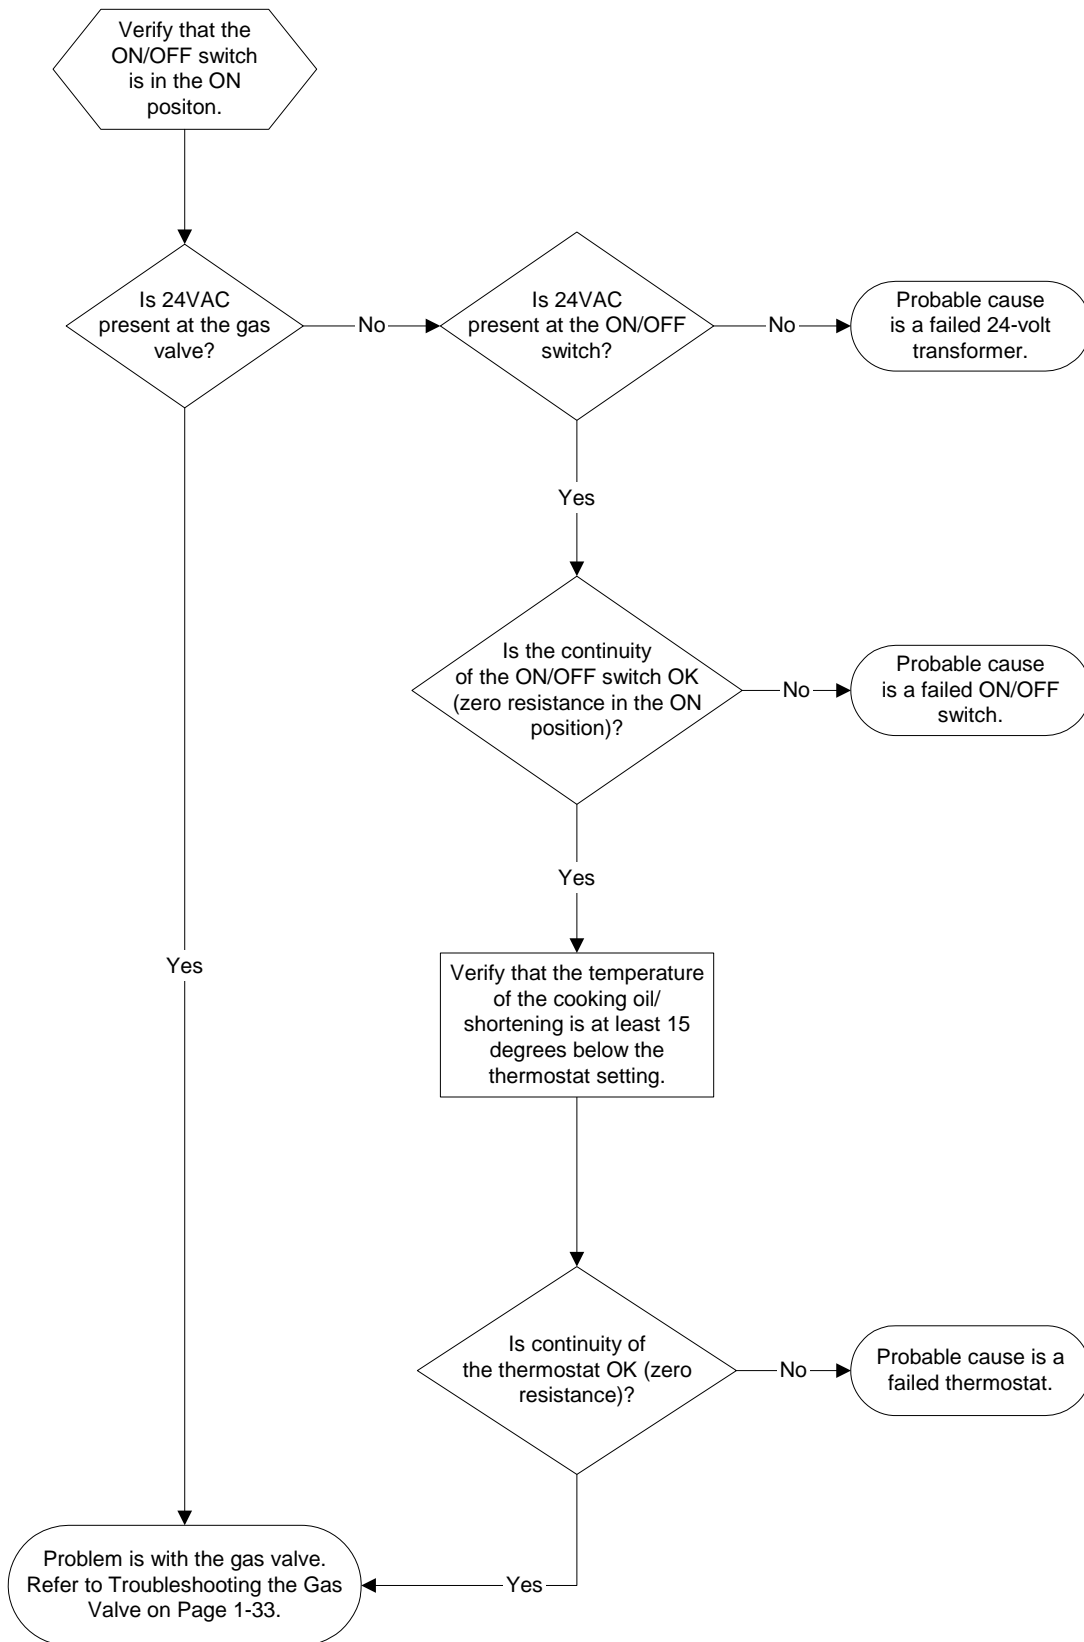 Verify that the
ON/OFF switch
is in the ON
positon.
Is 24VAC
present at the gas
valve?
No
Is 24VAC
present at the ON/OFF
switch?
No
Probable cause
is a failed 24-volt
transformer.
Yes
Is the continuity
of the ON/OFF switch OK
(zero resistance in the ON
position)?
No
Probable cause
is a failed ON/OFF
switch.
Yes
Yes
Verify that the temperature
of the cooking oil/
shortening is at least 15
degrees below the
thermostat setting.
Is continuity of
the thermostat OK (zero
resistance)?
No
Probable cause is a
failed thermostat.
Yes
Problem is with the gas valve.
Refer to Troubleshooting the Gas
Valve on Page 1-33.